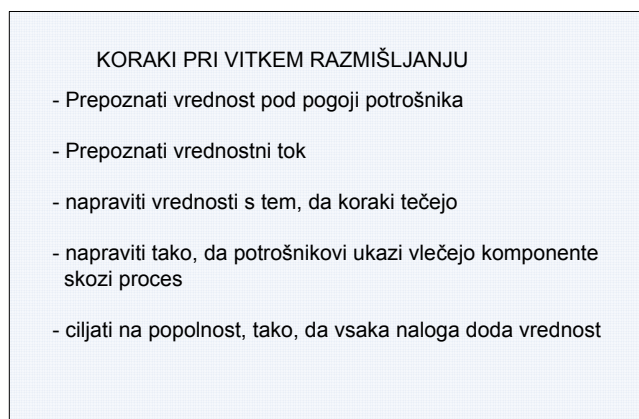 KORAKI PRI VITKEM RAZMIŠLJANJU
- Prepoznati vrednost pod pogoji potrošnika
- Prepoznati vrednostni tok
- napraviti vrednosti s tem, da koraki tečejo
- napraviti tako, da potrošnikovi ukazi vlečejo komponente
skozi proces
- ciljati na popolnost, tako, da vsaka naloga doda vrednost